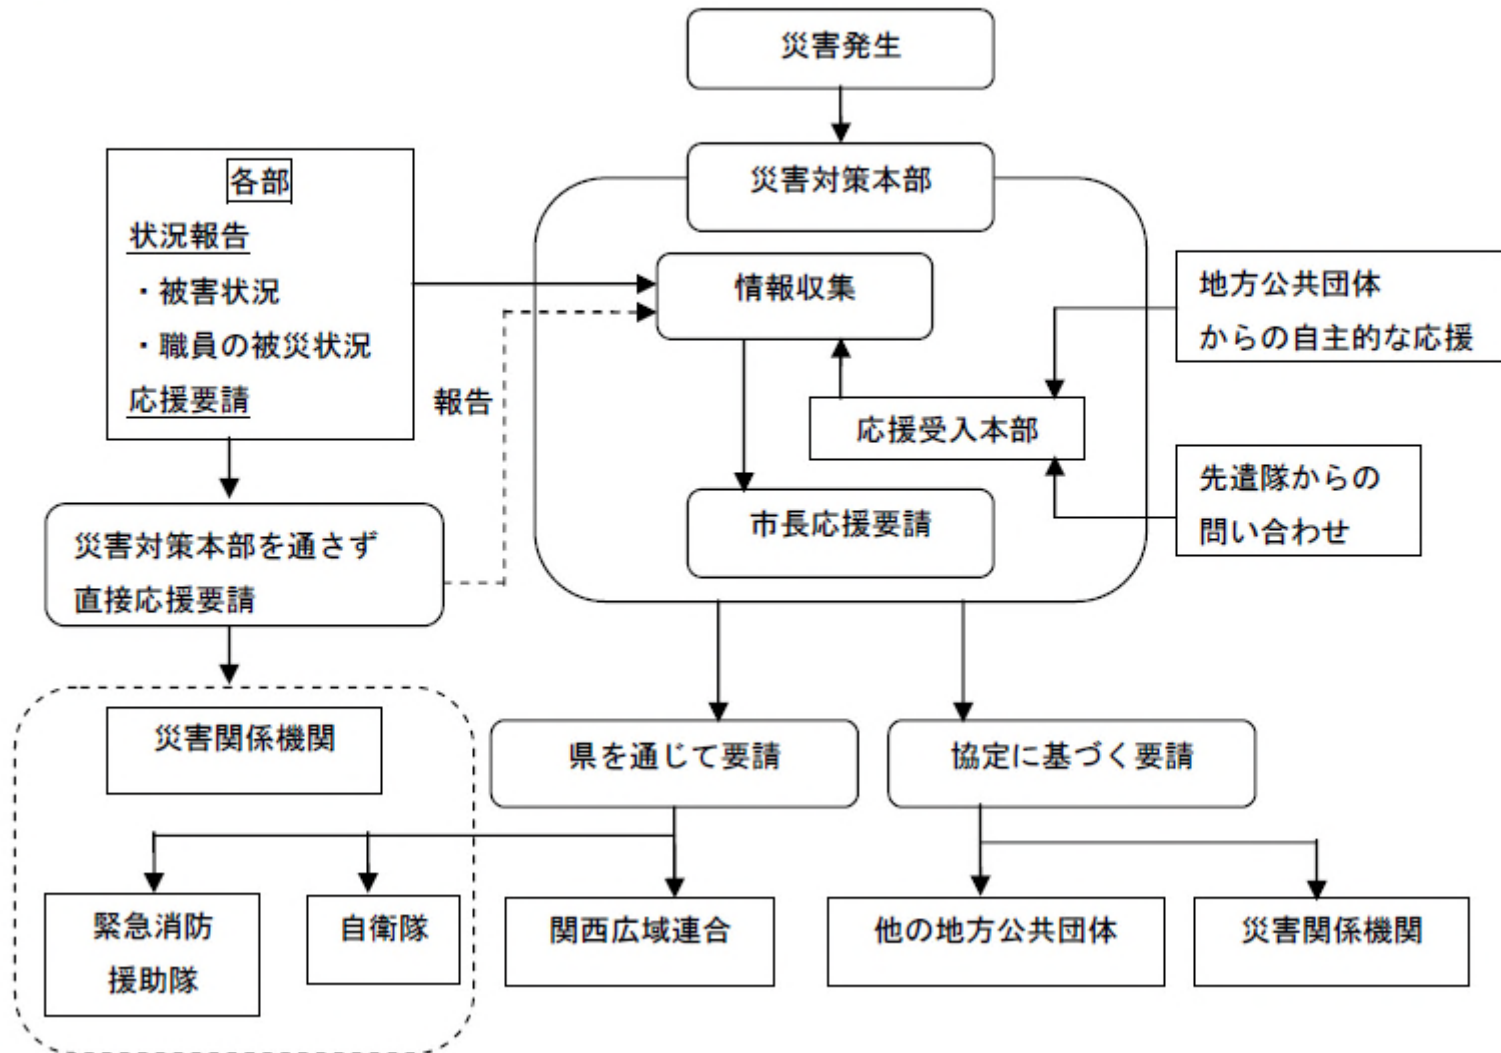 災害発生
災害対策本部
各部
状況報告
・被害状況
・職員の被災状況
応援要請
情報収集
地方公共団体
からの自主的な応援
報告
応援受入本部
先遣隊からの
問い合わせ
市長応援要請
災害対策本部を通さず
直接応援要請
災害関係機関
県を通じて要請
協定に基づく要請
緊急消防
援助隊
自衛隊
関西広域連合
他の地方公共団体
災害関係機関